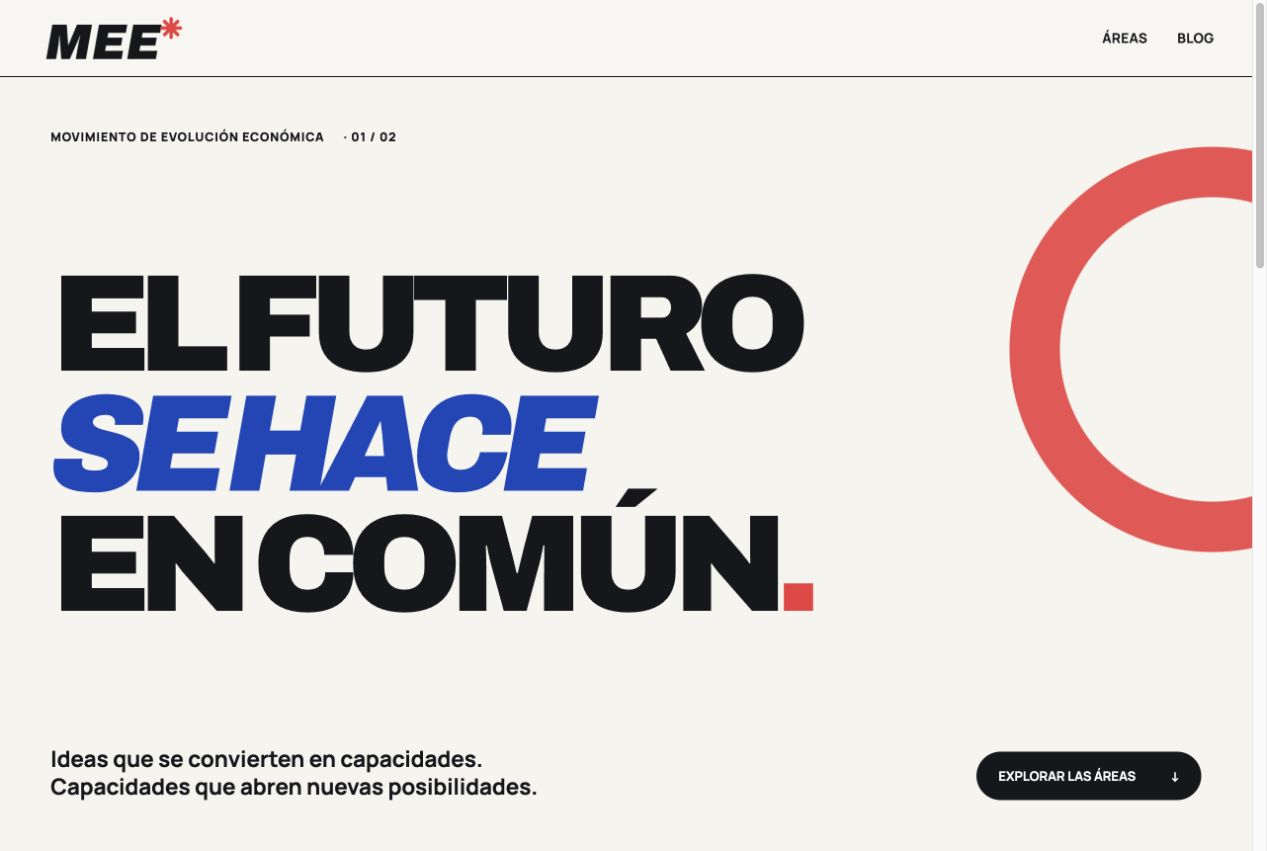 MEE*
ÁREAS BLOG
MOVIMIENTO DE EVOLUCIÓN ECONÓMICA · 01 / 02
EL FUTURO
SE HACE
EN COMÚN.
Ideas que se convierten en capacidades.
Capacidades que abren nuevas posibilidades.
EXPLORAR LAS ÁREAS ↓